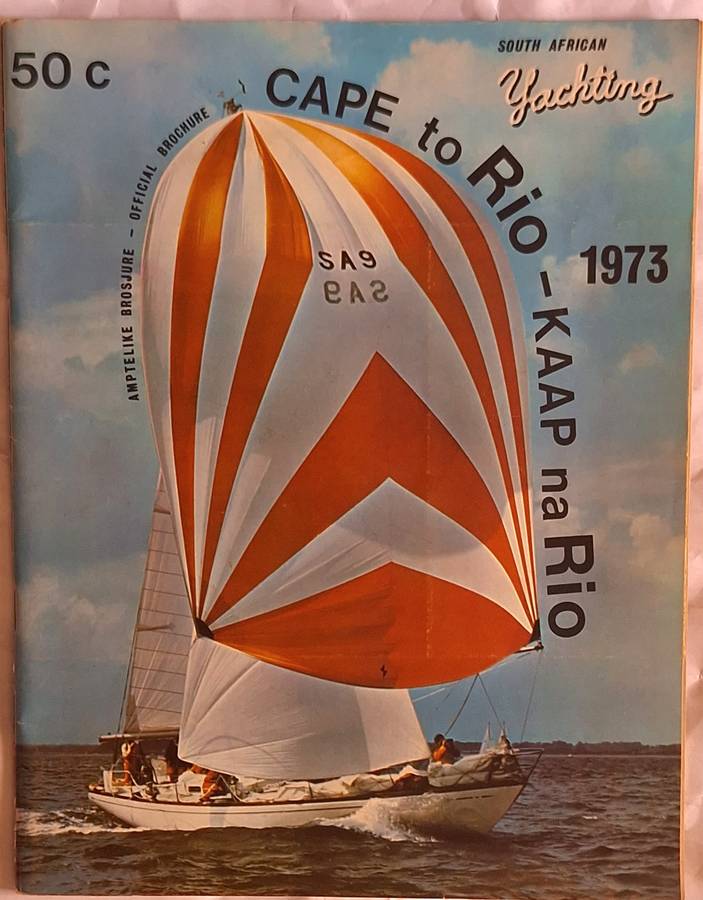 50 c
SOUTH AFRICAN
Yachting
AMPTELIKE BROSJURE - OFFICIAL BROCHURE
CAPE to Rio - KAAP na Rio
1973
SA9
SA9